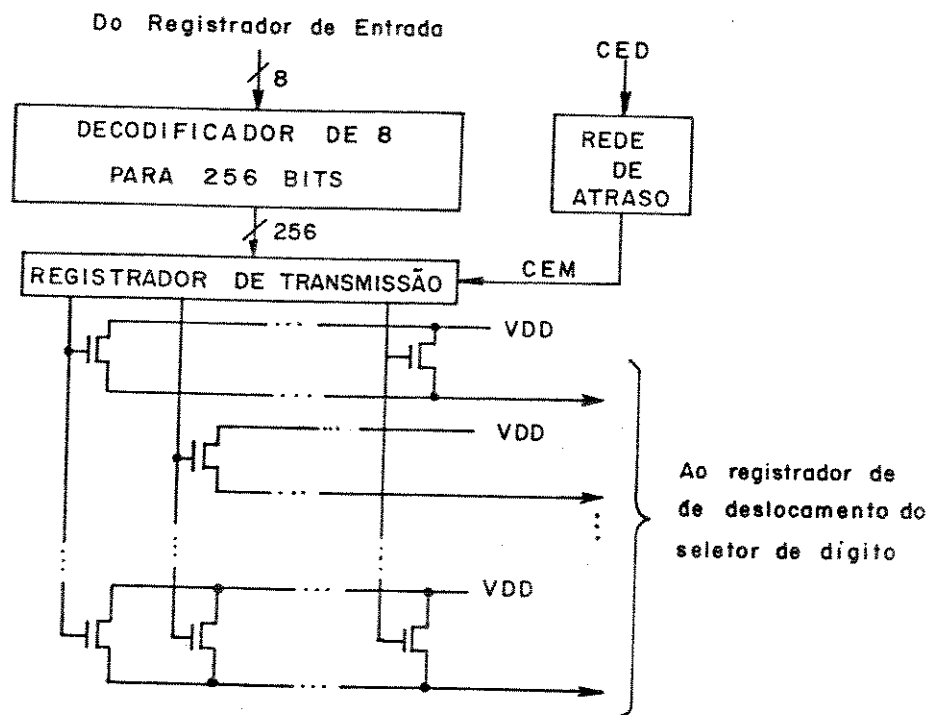 Do Registrador de Entrada
CED
8
DECODIFICADOR DE 8
PARA 256 BITS
REDE
DE
ATRASO
256
CEM
REGISTRADOR DE TRANSMISSÃO
...
VDD
...
...
VDD
...
...
...
...
...
VDD
...
Ao registrador de
de deslocamento do
seletor de dígito